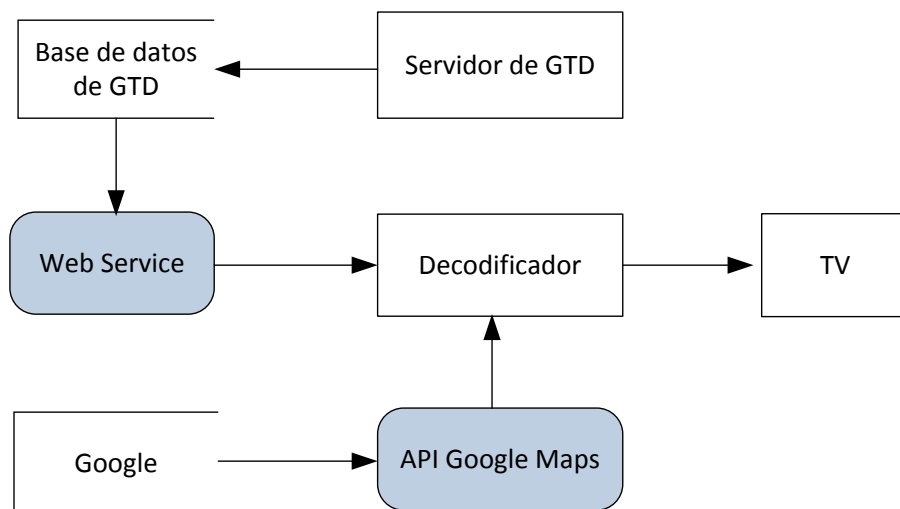 Base de datos
de GTD
Servidor de GTD
Web Service
Decodificador
TV
Google
API Google Maps